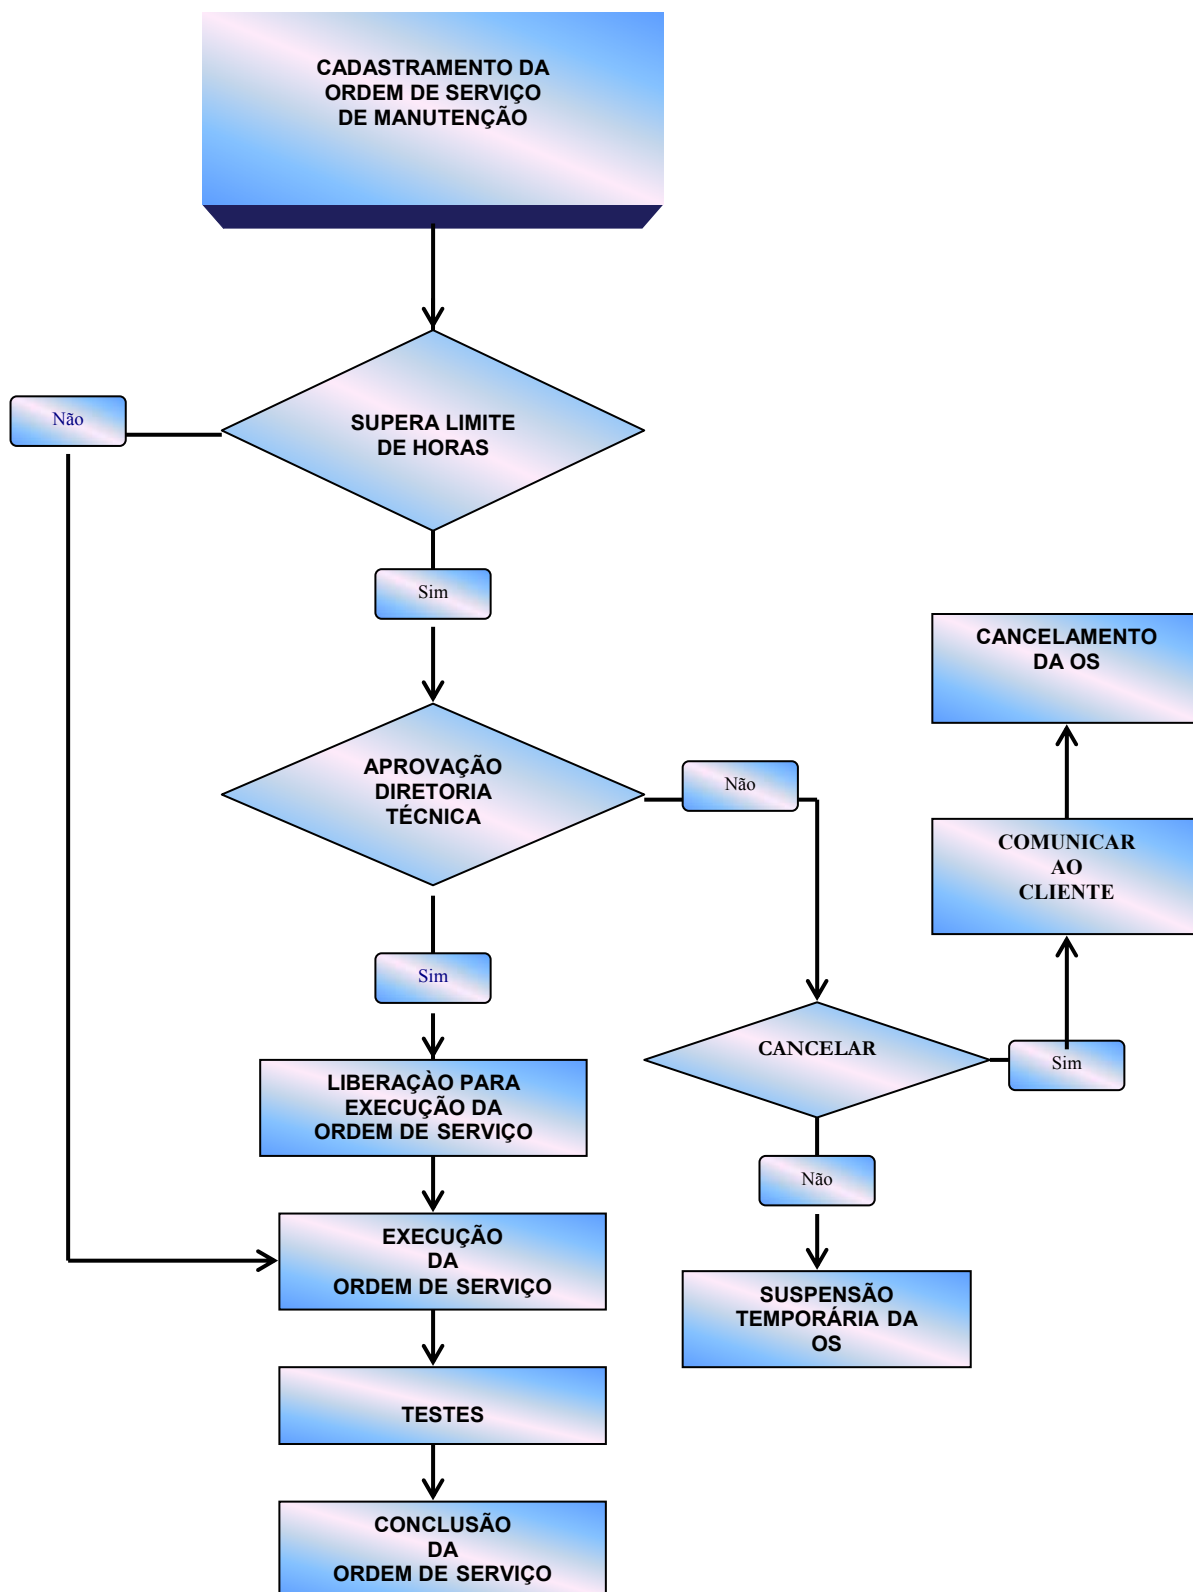 CADASTRAMENTO DA
ORDEM DE SERVIÇO
DE MANUTENÇÃO
Não
SUPERA LIMITE
DE HORAS
Sim
CANCELAMENTO
DA OS
APROVAÇÃO
DIRETORIA
TÉCNICA
Não
COMUNICAR
AO
CLIENTE
Sim
CANCELAR
Sim
LIBERAÇÀO PARA
EXECUÇÃO DA
ORDEM DE SERVIÇO
Não
EXECUÇÃO
DA
ORDEM DE SERVIÇO
SUSPENSÃO
TEMPORÁRIA DA
OS
TESTES
CONCLUSÃO
DA
ORDEM DE SERVIÇO